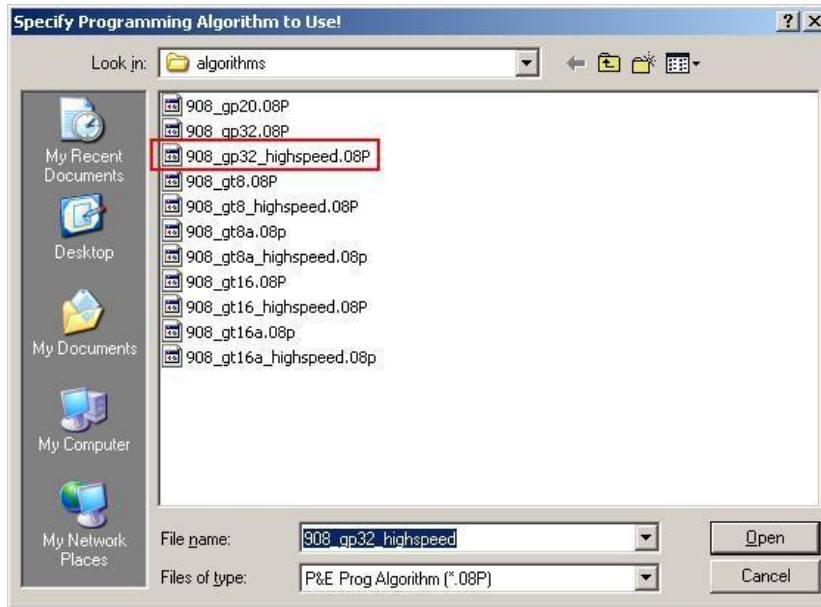 Specify Programming Algorithm to Use!
Look in: algorithms
My Recent Documents
Desktop
My Documents
My Computer
My Network Places
908_gp20.08P
908_gp32.08P
908_gp32_highspeed.08P
908_gt8.08P
908_gt8_highspeed.08P
908_gt8a.08p
908_gt8a_highspeed.08p
908_gt16.08P
908_gt16_highspeed.08P
908_gt16a.08p
908_gt16a_highspeed.08p
File name: 908_gp32_highspeed Open
Files of type: P&E Prog Algorithm (*.08P) Cancel